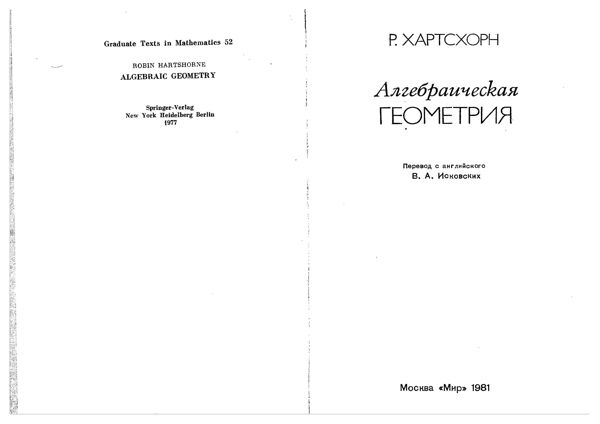 Graduate Texts in Mathematics 52
ROBIN HARTSHORNE
ALGEBRAIC GEOMETRY
Springer-Verlag
New York Heidelberg Berlin
1977
Р. ХАРТСХОРН
Алгебраическая
ГЕОМЕТРИЯ
Перевод с английского
В. А. Исковских
Москва «Мир» 1981